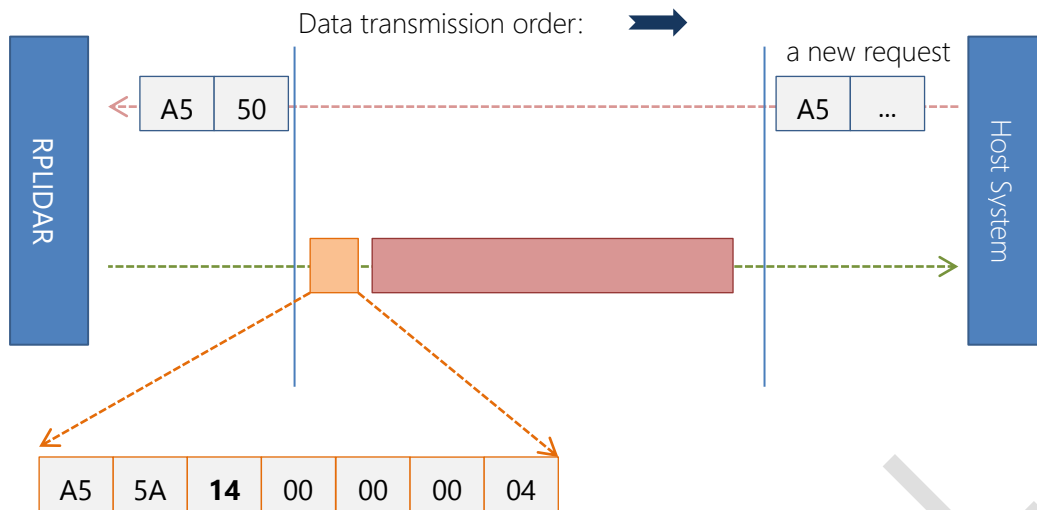 Data transmission order:
a new request
A5 50
A5 ...
RPLIDAR
Host System
A5 5A 14 00 00 00 04